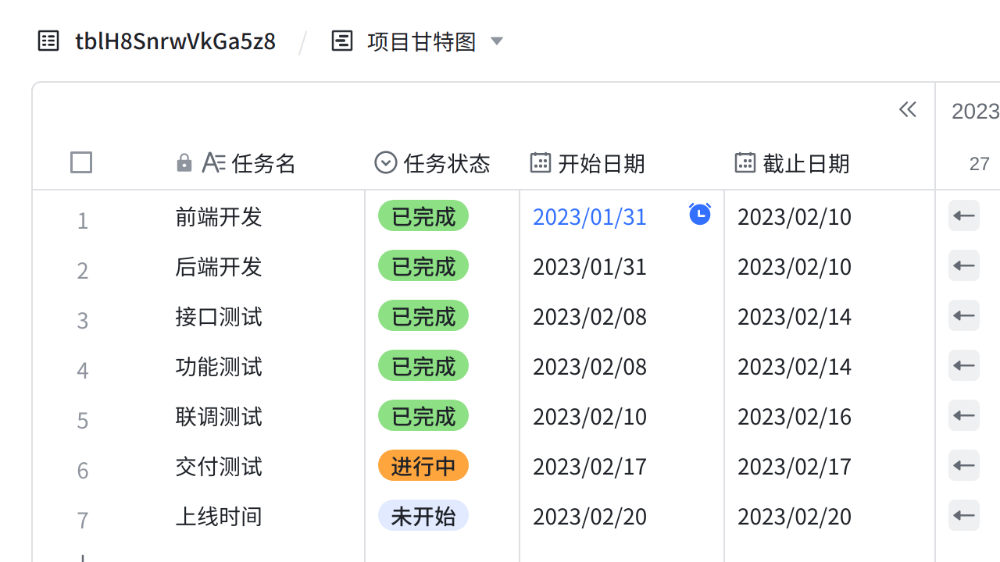 tblH8SnrwVkGa5z8 / 项目甘特图
2023
任务名 任务状态 开始日期 截止日期 27
1 前端开发 已完成 2023/01/31 2023/02/10
2 后端开发 已完成 2023/01/31 2023/02/10
3 接口测试 已完成 2023/02/08 2023/02/14
4 功能测试 已完成 2023/02/08 2023/02/14
5 联调测试 已完成 2023/02/10 2023/02/16
6 交付测试 进行中 2023/02/17 2023/02/17
7 上线时间 未开始 2023/02/20 2023/02/20